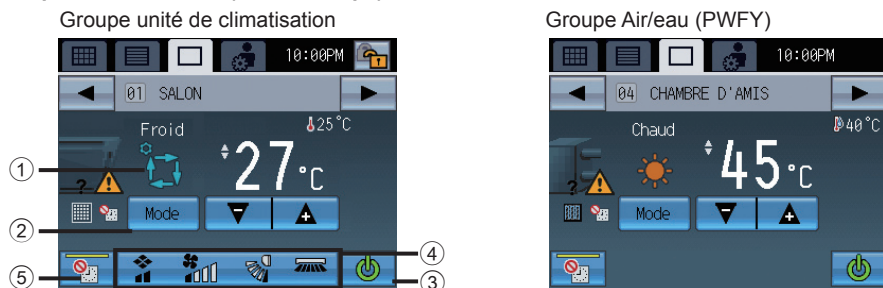 Groupe unité de climatisation
Groupe Air/eau (PWFY)
10:00PM
10:00PM
01 SALON
04 CHAMBRE D'AMIS
Froid
25°C
27°C
Chaud
40°C
45°C
1
?
!
?
!
2
Mode
Mode
4
5
3